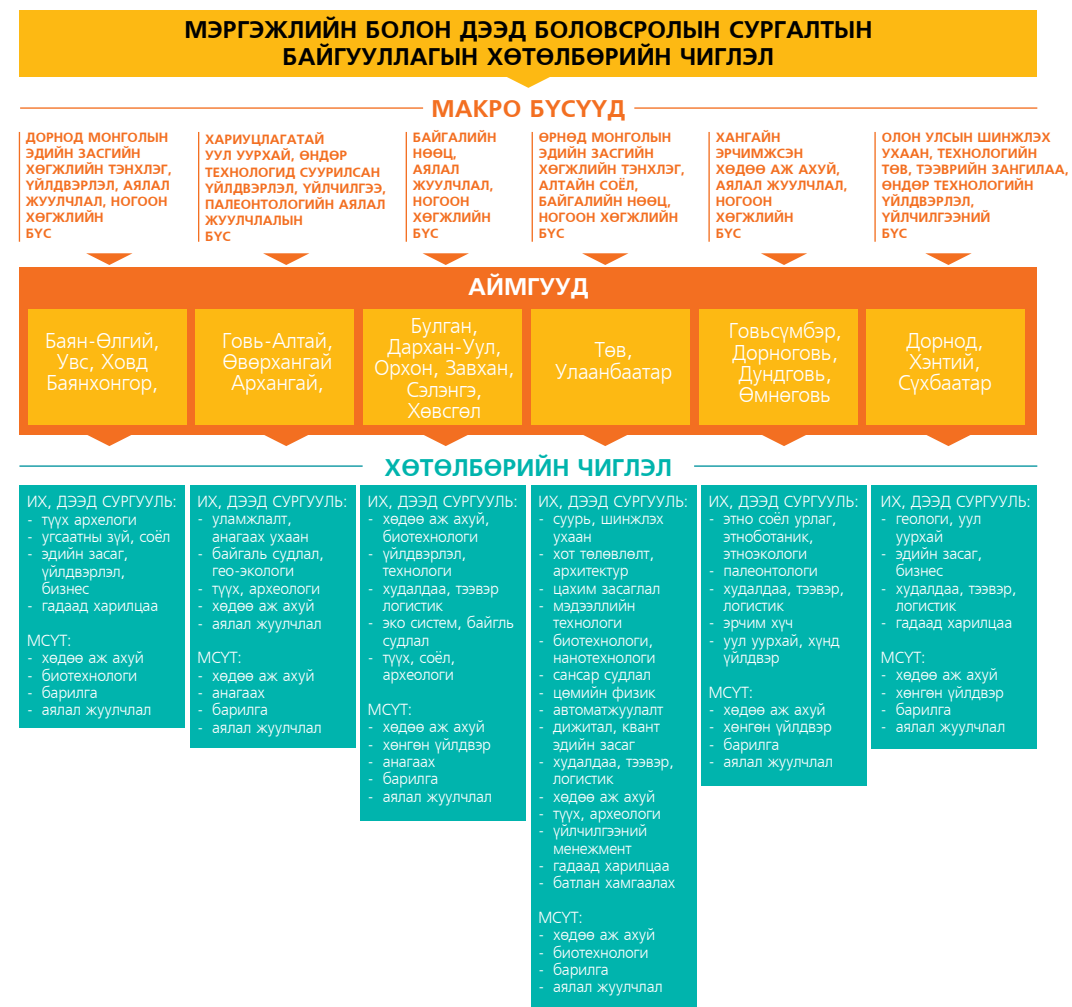 МЭРГЭЖЛИЙН БОЛОН ДЭЭД БОЛОВСРОЛЫН СУРГАЛТЫН
БАЙГУУЛЛАГЫН ХӨТӨЛБӨРИЙН ЧИГЛЭЛ
МАКРО БҮСҮҮД
ДОРНОД МОНГОЛЫН
ЭДИЙН ЗАСГИЙН
ХӨГЖЛИЙН ТЭНХЛЭГ,
ҮЙЛДВЭРЛЭЛ, АЯЛАЛ
ЖУУЛЧЛАЛ, НОГООН
ХӨГЖЛИЙН
БҮС
ХАРИУЦЛАГАТАЙ
УУЛ УУРХАЙ, ӨНДӨР
ТЕХНОЛОГИД СУУРИЛСАН
ҮЙЛДВЭРЛЭЛ, ҮЙЛЧИЛГЭЭ,
ПАЛЕОНТОЛОГИЙН АЯЛАЛ
ЖУУЛЧЛАЛЫН
БҮС
БАЙГАЛИЙН
НӨӨЦ,
АЯЛАЛ
ЖУУЛЧЛАЛ,
НОГООН
ХӨГЖЛИЙН
БҮС
ӨРНӨД МОНГОЛЫН
ЭДИЙН ЗАСГИЙН
ХӨГЖЛИЙН ТЭНХЛЭГ,
АЛТАЙН СОЁЛ,
БАЙГАЛИЙН НӨӨЦ,
НОГООН ХӨГЖЛИЙН
БҮС
ХАНГАЙН
ЭРЧИМЖСЭН
ХӨДӨӨ АЖ АХУЙ,
АЯЛАЛ ЖУУЛЧЛАЛ,
НОГООН
ХӨГЖЛИЙН
БҮС
ОЛОН УЛСЫН ШИНЖЛЭХ
УХААН, ТЕХНОЛОГИЙН
ТӨВ, ТЭЭВРИЙН ЗАНГИЛАА,
ӨНДӨР ТЕХНОЛОГИЙН
ҮЙЛДВЭРЛЭЛ,
ҮЙЛЧИЛГЭЭНИЙ
БҮС
АЙМГУУД
Баян-Өлгий,
Увс, Ховд
Баянхонгор,
Говь-Алтай,
Өвөрхангай
Архангай,
Булган,
Дархан-Уул,
Орхон, Завхан,
Сэлэнгэ,
Хөвсгөл
Төв,
Улаанбаатар
Говьсүмбэр,
Дорноговь,
Дундговь,
Өмнөговь
Дорнод,
Хэнтий,
Сүхбаатар
ХӨТӨЛБӨРИЙН ЧИГЛЭЛ
ИХ, ДЭЭД СУРГУУЛЬ:
- түүх архелоги
- угсаатны зүй, соёл
- эдийн засаг,
үйлдвэрлэл,
бизнес
- гадаад харилцаа
МСҮТ:
- хөдөө аж ахуй
- биотехнологи
- барилга
- аялал жуулчлал
ИХ, ДЭЭД СУРГУУЛЬ:
- уламжлалт,
анагаах ухаан
- байгаль судлал,
гео-экологи
- түүх, археологи
- хөдөө аж ахуй
- аялал жуулчлал
МСҮТ:
- хөдөө аж ахуй
- анагаах
- барилга
- аялал жуулчлал
ИХ, ДЭЭД СУРГУУЛЬ:
- хөдөө аж ахуй,
биотехнологи
- үйлдвэрлэл,
технологи
- худалдаа, тээвэр
логистик
- эко систем, байгль
судлал
- түүх, соёл,
археологи
МСҮТ:
- хөдөө аж ахуй
- хөнгөн үйлдвэр
- анагаах
- барилга
- аялал жуулчлал
ИХ, ДЭЭД СУРГУУЛЬ:
- суурь, шинжлэх
ухаан
- хот төлөвлөлт,
архитектур
- цахим засаглал
- мэдээллийн
технологи
- биотехнологи,
нанотехнологи
- сансар судлал
- цөмийн физик
- автоматжуулалт
- дижитал, квант
эдийн засаг
- худалдаа, тээвэр,
логистик
- хөдөө аж ахуй
- түүх, археологи
- үйлчилгээний
менежмент
- гадаад харилцаа
- батлан хамгаалах
МСҮТ:
- хөдөө аж ахуй
- биотехнологи
- барилга
- аялал жуулчлал
ИХ, ДЭЭД СУРГУУЛЬ:
- этно соёл урлаг,
этноботаник,
этноэкологи
- палеонтологи
- худалдаа, тээвэр,
логистик
- эрчим хүч
- уул уурхай, хүнд
үйлдвэр
МСҮТ:
- хөдөө аж ахуй
- хөнгөн үйлдвэр
- барилга
- аялал жуулчлал
ИХ, ДЭЭД СУРГУУЛЬ:
- геологи, уул
уурхай
- эдийн засаг,
бизнес
- худалдаа, тээвэр,
логистик
- гадаад харилцаа
МСҮТ:
- хөдөө аж ахуй
- хөнгөн үйлдвэр
- барилга
- аялал жуулчлал